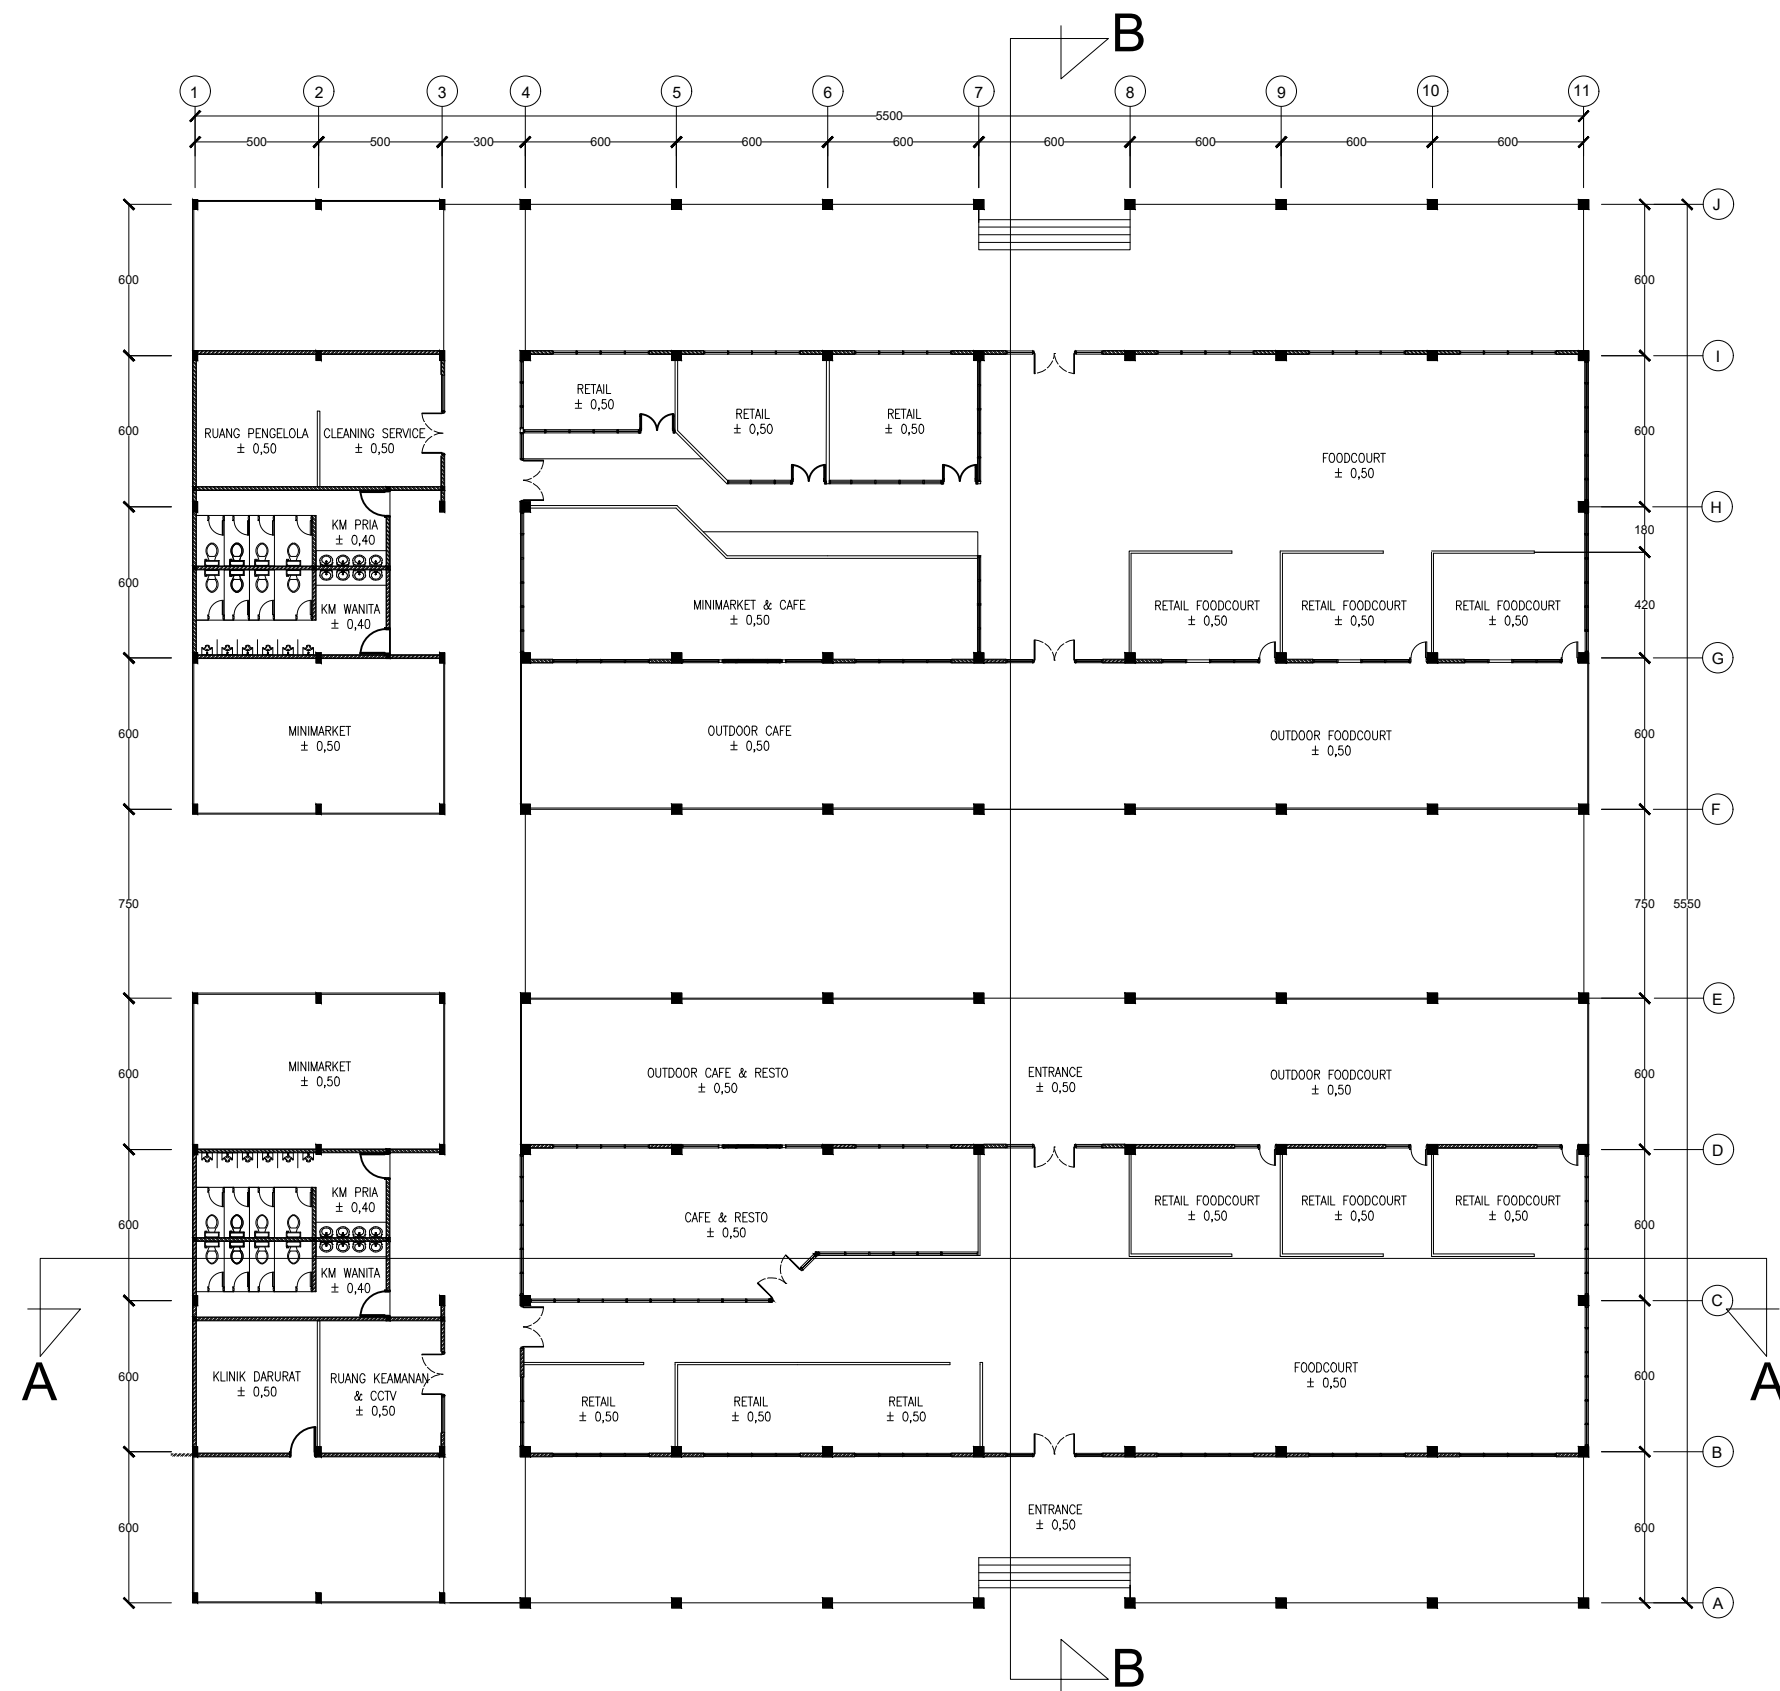 B
1 2 3 4 5 6 7 8 9 10 11
5500
500 500 300 600 600 600 600 600 600 600
J
600 600
I
RETAIL
± 0,50
RETAIL
± 0,50
RETAIL
± 0,50
600 600
RUANG PENGELOLA
± 0,50
CLEANING SERVICE
± 0,50
FOODCOURT
± 0,50
H
KM PRIA
± 0,40
180
600
KM WANITA
± 0,40
MINIMARKET & CAFE
± 0,50
RETAIL FOODCOURT
± 0,50
RETAIL FOODCOURT
± 0,50
RETAIL FOODCOURT
± 0,50
420
G
600
MINIMARKET
± 0,50
OUTDOOR CAFE
± 0,50
OUTDOOR FOODCOURT
± 0,50
600
F
750 750 5550
E
600
MINIMARKET
± 0,50
OUTDOOR CAFE & RESTO
± 0,50
ENTRANCE
± 0,50
OUTDOOR FOODCOURT
± 0,50
600
D
KM PRIA
± 0,40
600
CAFE & RESTO
± 0,50
RETAIL FOODCOURT
± 0,50
RETAIL FOODCOURT
± 0,50
RETAIL FOODCOURT
± 0,50
600
KM WANITA
± 0,40
C
A A
600
KLINIK DARURAT
± 0,50
RUANG KEAMANAN
& CCTV
± 0,50
RETAIL
± 0,50
RETAIL
± 0,50
RETAIL
± 0,50
FOODCOURT
± 0,50
600
B
600
ENTRANCE
± 0,50
600
A
B